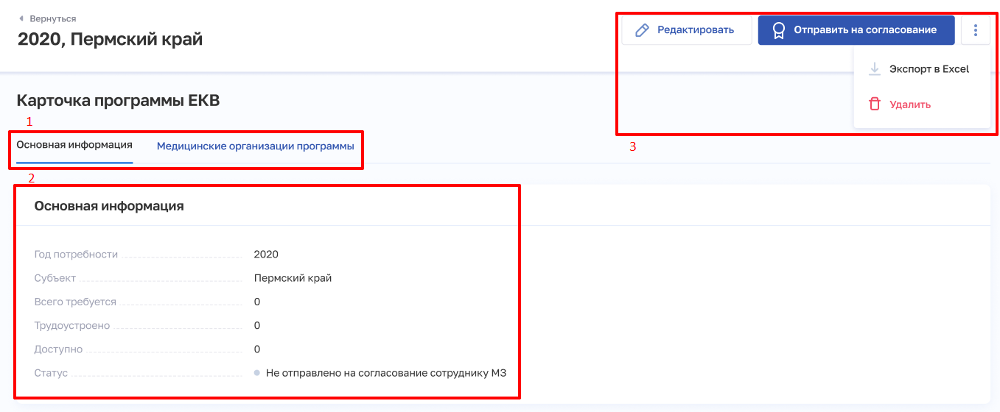 Вернуться
2020, Пермский край
Редактировать
Отправить на согласование
Экспорт в Excel
Удалить
3
Карточка программы ЕКВ
1
Основная информация
Медицинские организации программы
2
Основная информация
Год потребности 2020
Субъект Пермский край
Всего требуется 0
Трудоустроено 0
Доступно 0
Статус Не отправлено на согласование сотруднику МЗ